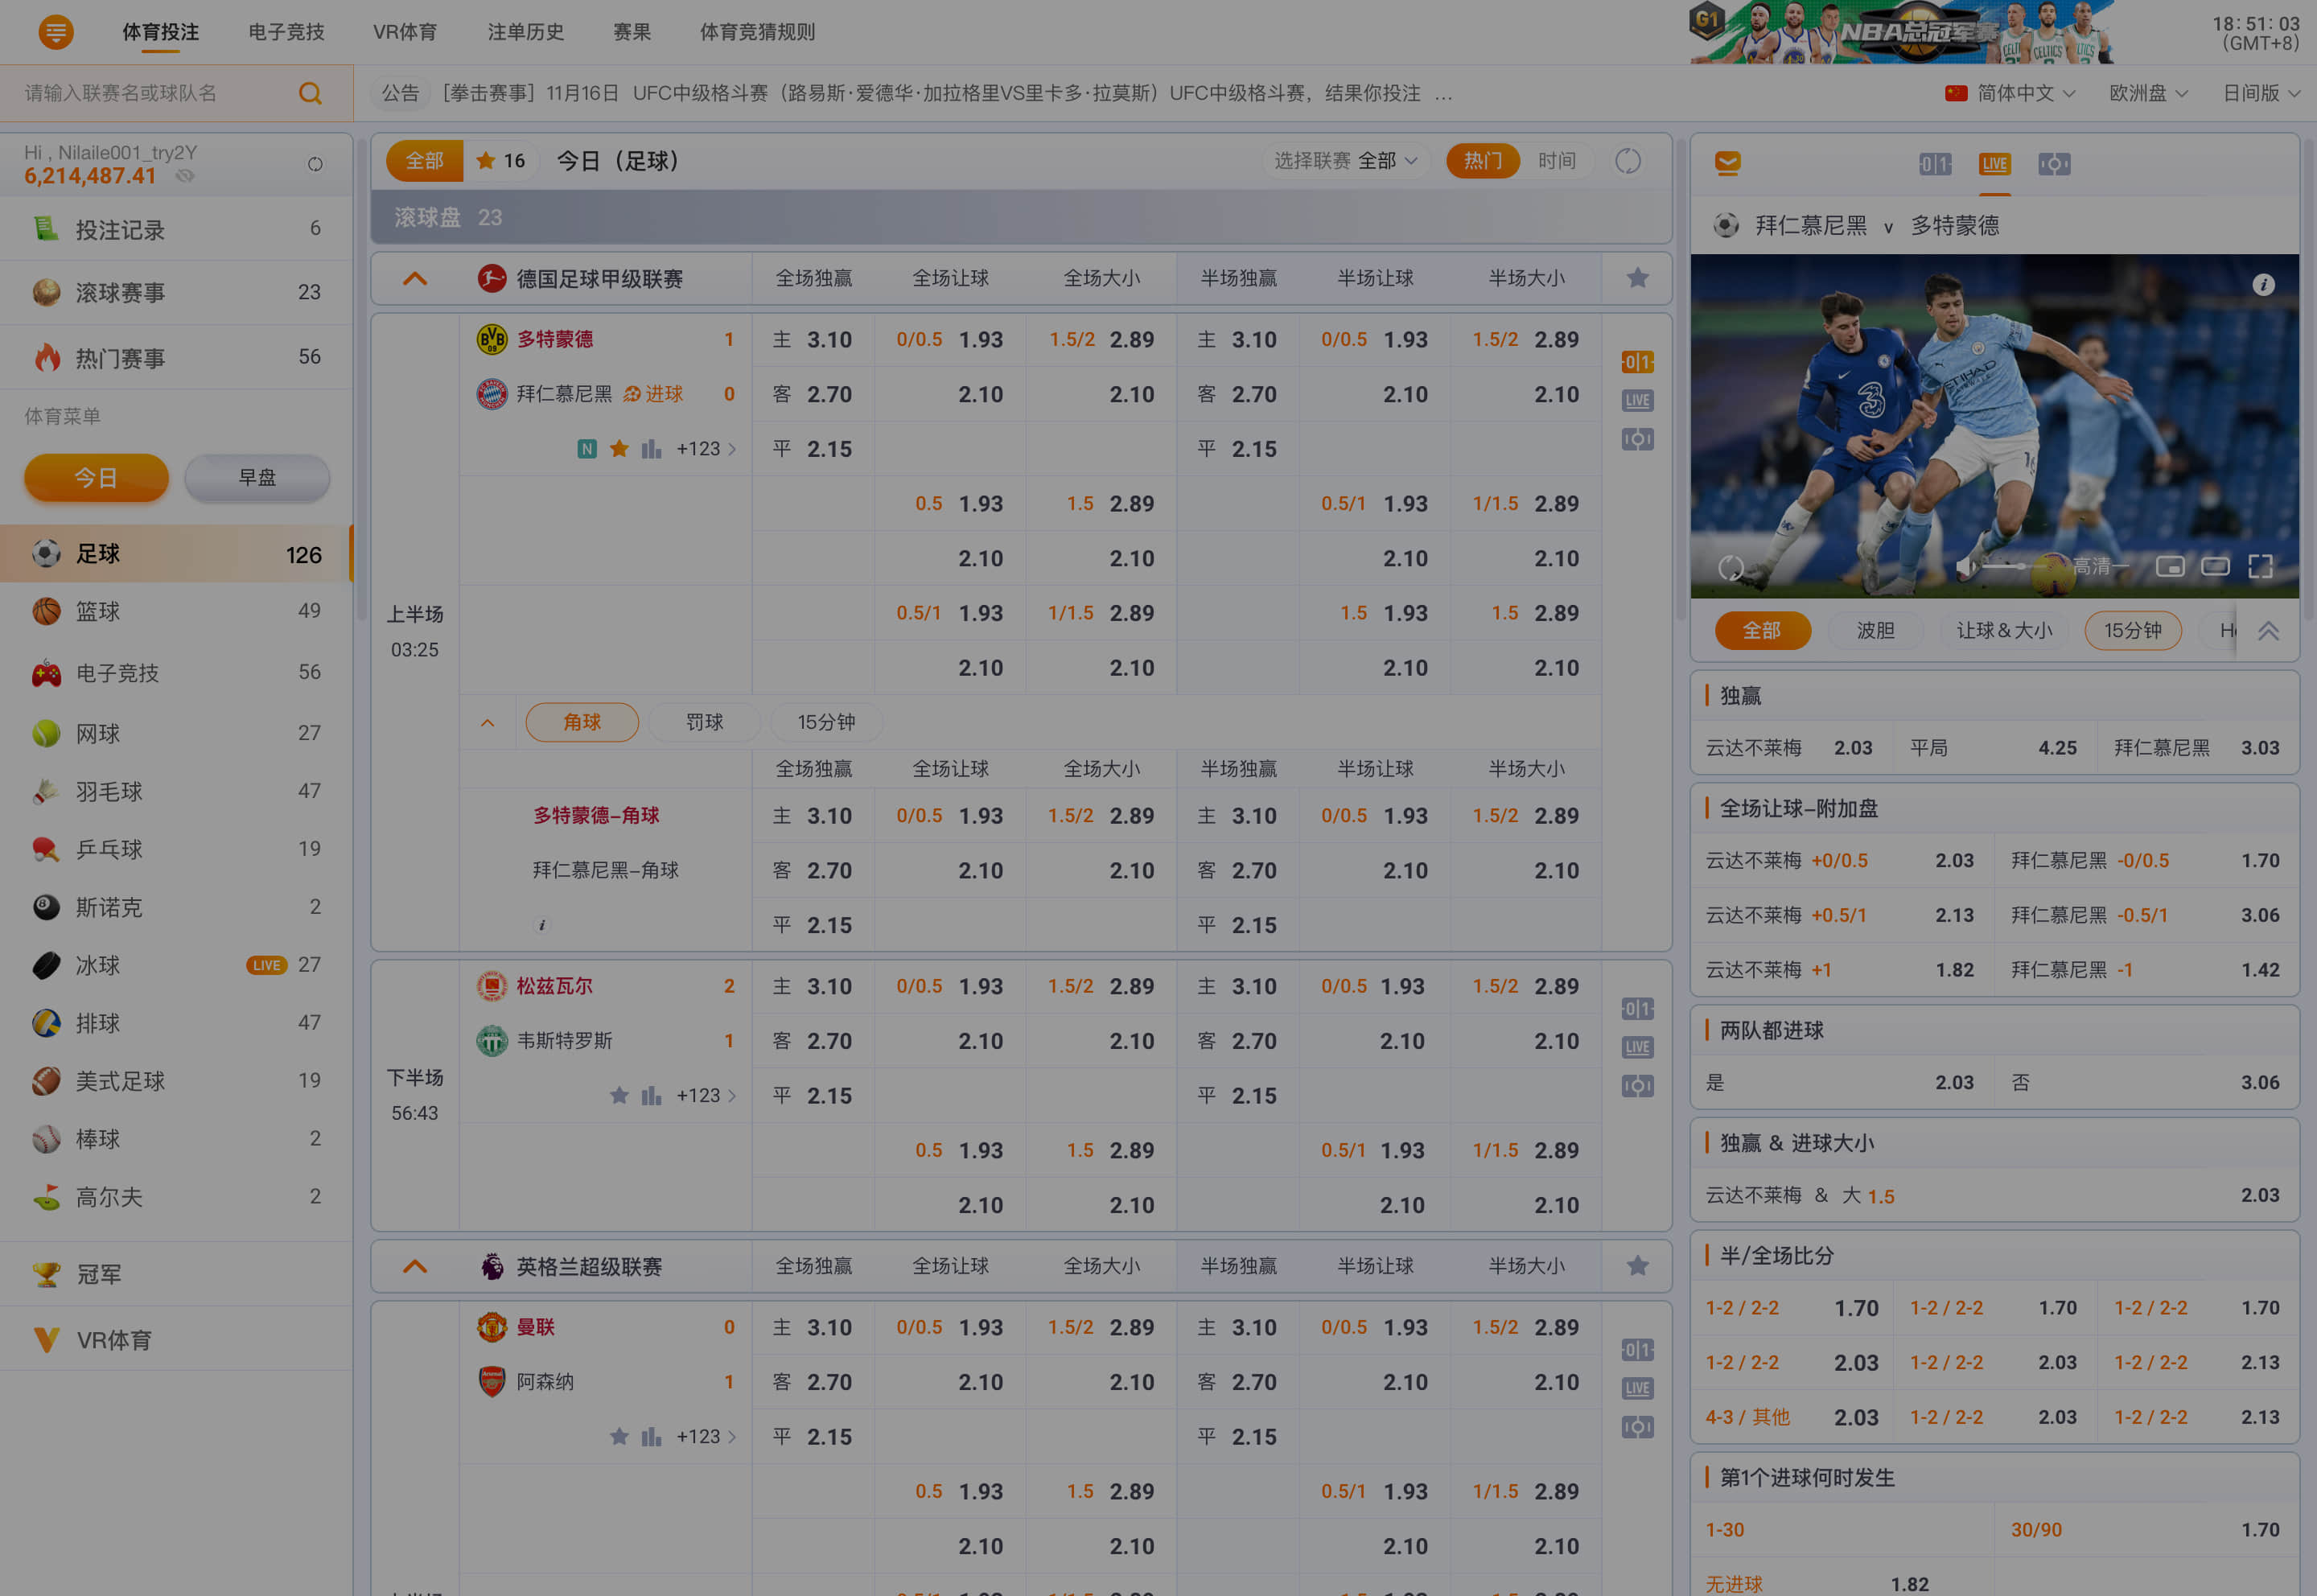 体育投注 电子竞技 VR体育 注单历史 赛果 体育竞猜规则
G1 NBA总冠军赛
18:51:03
(GMT+8)
请输入联赛名或球队名
公告 [拳击赛事] 11月16日 UFC中级格斗赛（路易斯·爱德华·加拉格里VS里卡多·拉莫斯）UFC中级格斗赛，结果你投注 …
简体中文 欧洲盘 日间版
Hi , Nilaile001_try2Y
6,214,487.41
投注记录 6
滚球赛事 23
热门赛事 56
体育菜单
今日 早盘
足球 126
篮球 49
电子竞技 56
网球 27
羽毛球 47
乒乓球 19
斯诺克 2
冰球 LIVE 27
排球 47
美式足球 19
棒球 2
高尔夫 2
冠军
VR体育
全部 16 今日（足球） 选择联赛 全部 热门 时间
滚球盘 23
德国足球甲级联赛 全场独赢 全场让球 全场大小 半场独赢 半场让球 半场大小
上半场
03:25
多特蒙德 1 主 3.10 0/0.5 1.93 1.5/2 2.89 主 3.10 0/0.5 1.93 1.5/2 2.89
拜仁慕尼黑 进球 0 客 2.70 2.10 2.10 客 2.70 2.10 2.10
N +123 平 2.15 平 2.15
0|1
LIVE
0.5 1.93 1.5 2.89 0.5/1 1.93 1/1.5 2.89
2.10 2.10 2.10 2.10
0.5/1 1.93 1/1.5 2.89 1.5 1.93 1.5 2.89
2.10 2.10 2.10 2.10
角球 罚球 15分钟
全场独赢 全场让球 全场大小 半场独赢 半场让球 半场大小
多特蒙德-角球 主 3.10 0/0.5 1.93 1.5/2 2.89 主 3.10 0/0.5 1.93 1.5/2 2.89
拜仁慕尼黑-角球 客 2.70 2.10 2.10 客 2.70 2.10 2.10
i 平 2.15 平 2.15
下半场
56:43
松兹瓦尔 2 主 3.10 0/0.5 1.93 1.5/2 2.89 主 3.10 0/0.5 1.93 1.5/2 2.89
韦斯特罗斯 1 客 2.70 2.10 2.10 客 2.70 2.10 2.10
+123 平 2.15 平 2.15
0|1
LIVE
0.5 1.93 1.5 2.89 0.5/1 1.93 1/1.5 2.89
2.10 2.10 2.10 2.10
英格兰超级联赛 全场独赢 全场让球 全场大小 半场独赢 半场让球 半场大小
曼联 0 主 3.10 0/0.5 1.93 1.5/2 2.89 主 3.10 0/0.5 1.93 1.5/2 2.89
阿森纳 1 客 2.70 2.10 2.10 客 2.70 2.10 2.10
+123 平 2.15 平 2.15
0|1
LIVE
0.5 1.93 1.5 2.89 0.5/1 1.93 1/1.5 2.89
2.10 2.10 2.10 2.10
0|1 LIVE
拜仁慕尼黑 v 多特蒙德
i
3 ETIHAD AIRWAYS 16
高清一
全部 波胆 让球＆大小 15分钟
独赢
云达不莱梅 2.03 平局 4.25 拜仁慕尼黑 3.03
全场让球-附加盘
云达不莱梅 +0/0.5 2.03 拜仁慕尼黑 -0/0.5 1.70
云达不莱梅 +0.5/1 2.13 拜仁慕尼黑 -0.5/1 3.06
云达不莱梅 +1 1.82 拜仁慕尼黑 -1 1.42
两队都进球
是 2.03 否 3.06
独赢 & 进球大小
云达不莱梅 & 大 1.5 2.03
半/全场比分
1-2 / 2-2 1.70 1-2 / 2-2 1.70 1-2 / 2-2 1.70
1-2 / 2-2 2.03 1-2 / 2-2 2.03 1-2 / 2-2 2.13
4-3 / 其他 2.03 1-2 / 2-2 2.03 1-2 / 2-2 2.13
第1个进球何时发生
1-30 30/90 1.70
无进球 1.82